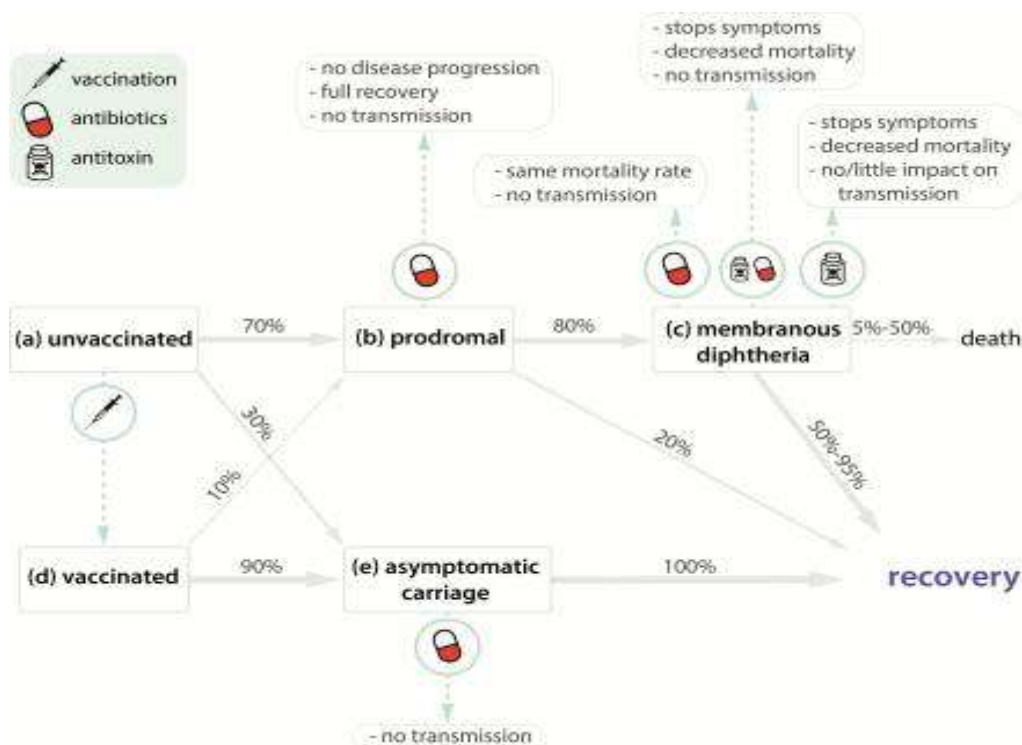 - stops symptoms
- decreased mortality
- no transmission
vaccination
antibiotics
antitoxin
- no disease progression
- full recovery
- no transmission
- stops symptoms
- decreased mortality
- no/little impact on
transmission
- same mortality rate
- no transmission
(a) unvaccinated
70%
(b) prodromal
80%
(c) membranous
diphtheria
5%-50%
death
30%
10%
20%
50%-95%
(d) vaccinated
90%
(e) asymptomatic
carriage
100%
recovery
- no transmission